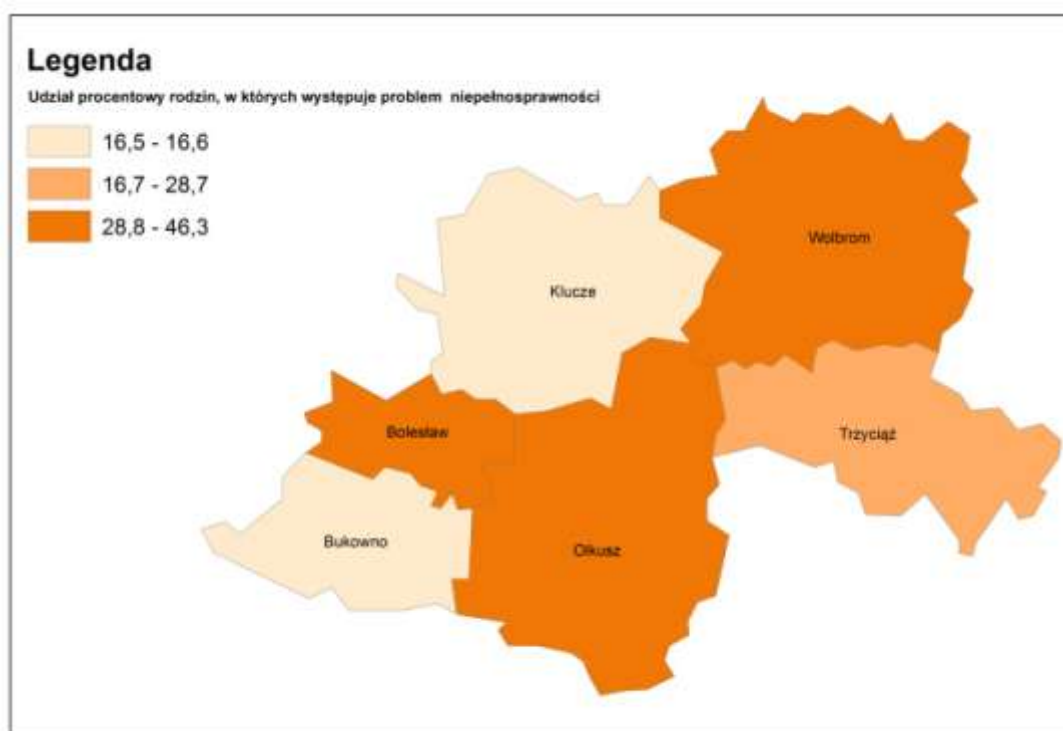 Legenda
Udział procentowy rodzin, w których występuje problem niepełnosprawności
16,5 - 16,6
16,7 - 28,7
28,8 - 46,3
Wolbrom
Klucze
Bolesław
Trzyciąż
Bukowno
Olkusz